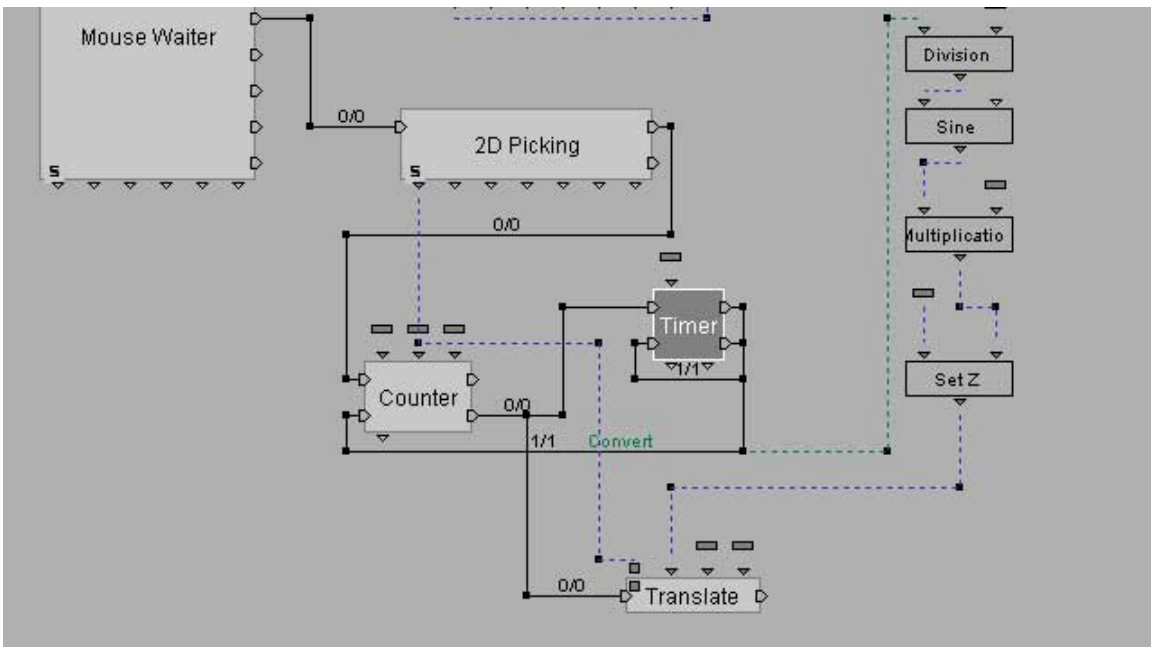 Mouse Waiter
S
Division
0/0
Sine
2D Picking
S
0/0
Multiplicatio
Timer
1/1
Set Z
Counter
0/0
1/1
Convert
0/0
Translate